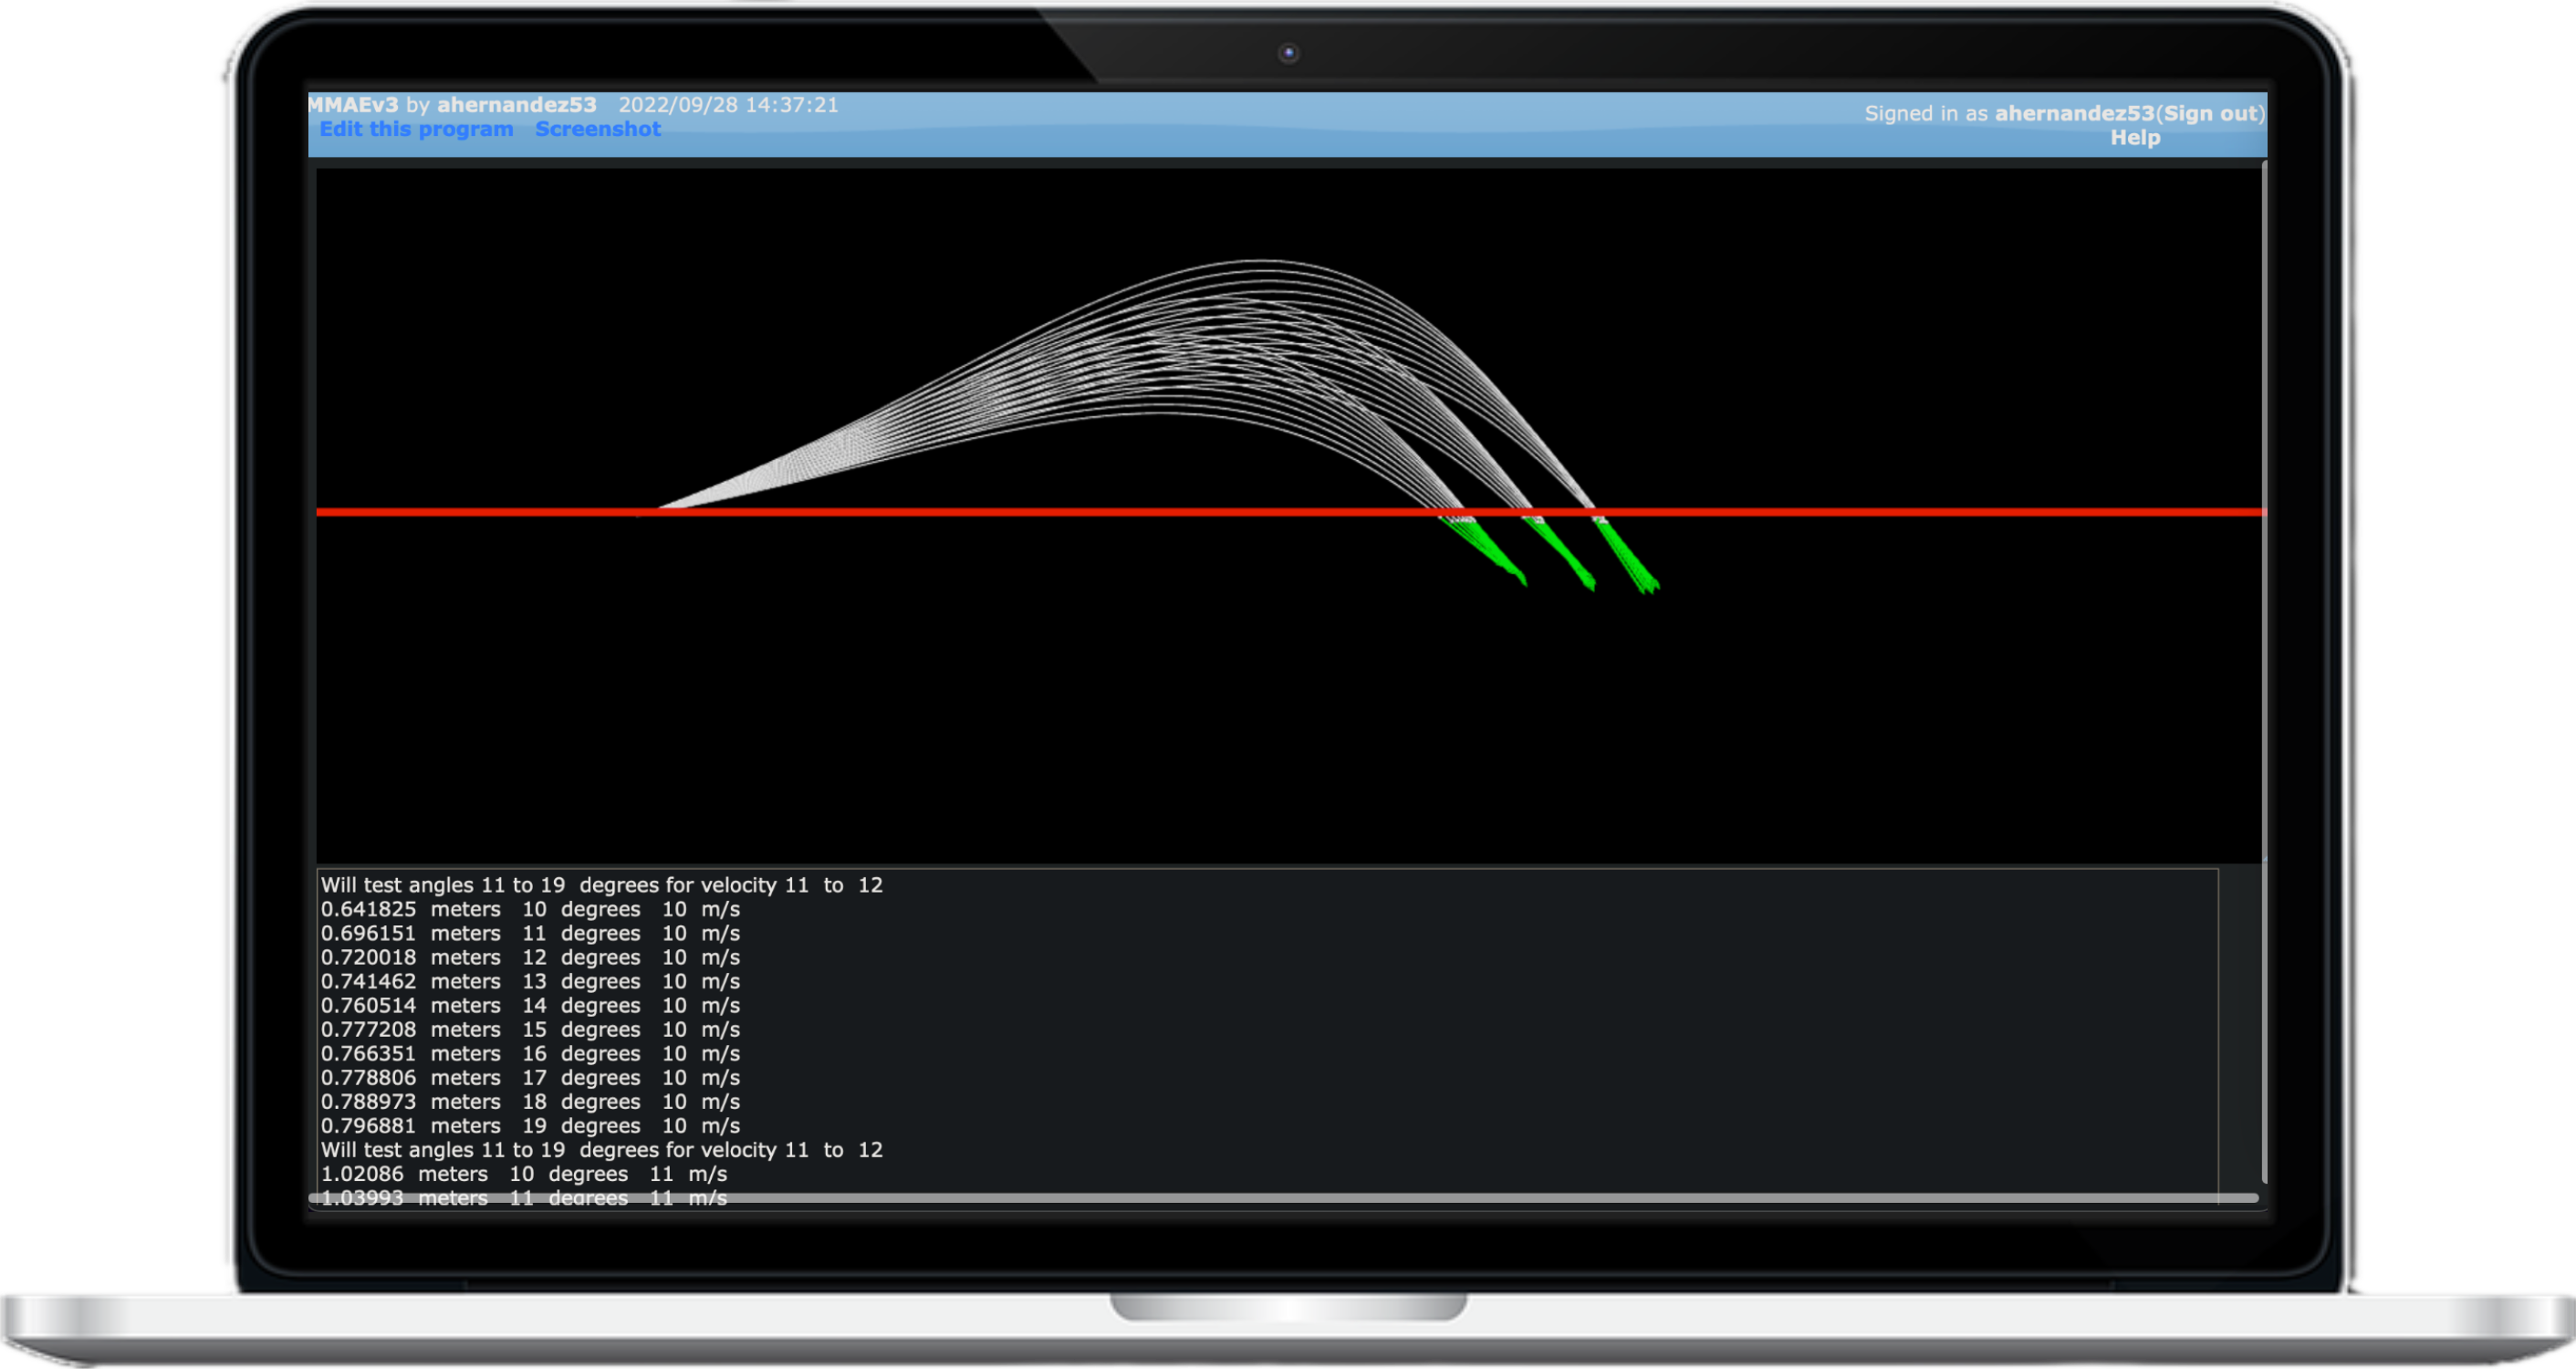 MMAEv3 by ahernandez53 2022/09/28 14:37:21
Signed in as ahernandez53(Sign out)
Edit this program Screenshot
Help
Will test angles 11 to 19 degrees for velocity 11 to 12
0.641825 meters 10 degrees 10 m/s
0.696151 meters 11 degrees 10 m/s
0.720018 meters 12 degrees 10 m/s
0.741462 meters 13 degrees 10 m/s
0.760514 meters 14 degrees 10 m/s
0.777208 meters 15 degrees 10 m/s
0.766351 meters 16 degrees 10 m/s
0.778806 meters 17 degrees 10 m/s
0.788973 meters 18 degrees 10 m/s
0.796881 meters 19 degrees 10 m/s
Will test angles 11 to 19 degrees for velocity 11 to 12
1.02086 meters 10 degrees 11 m/s
1.03993 meters 11 degrees 11 m/s